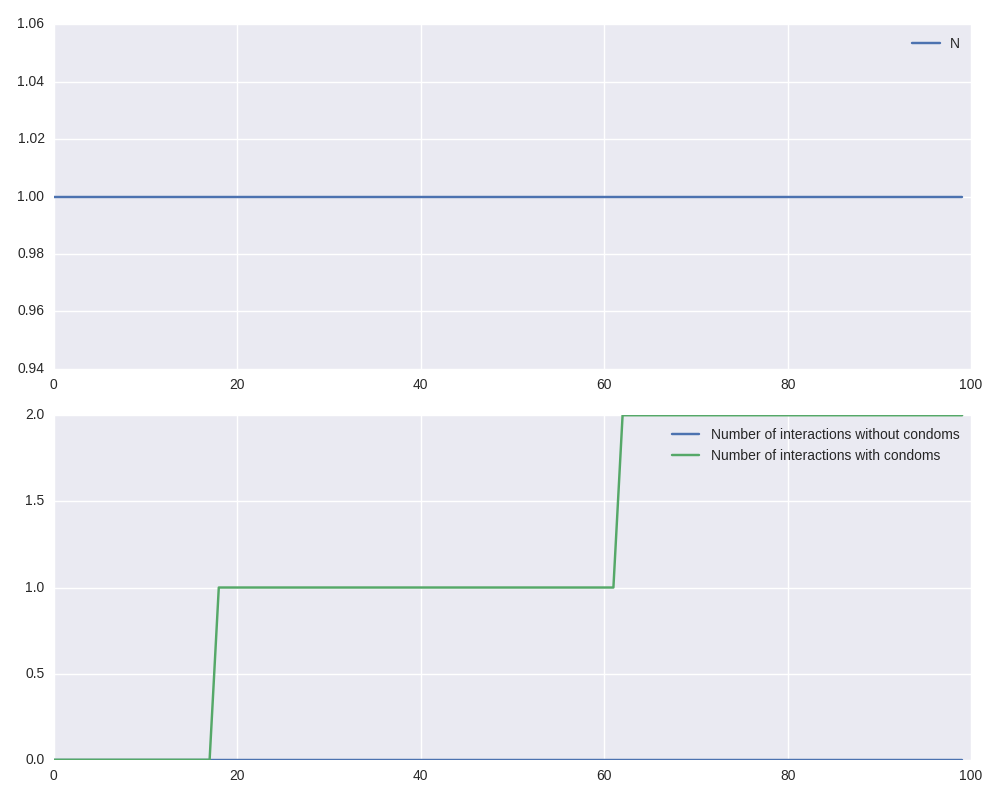 1.06
N
1.04
1.02
1.00
0.98
0.96
0.94
0 20 40 60 80 100
2.0
Number of interactions without condoms
Number of interactions with condoms
1.5
1.0
0.5
0.0
0 20 40 60 80 100